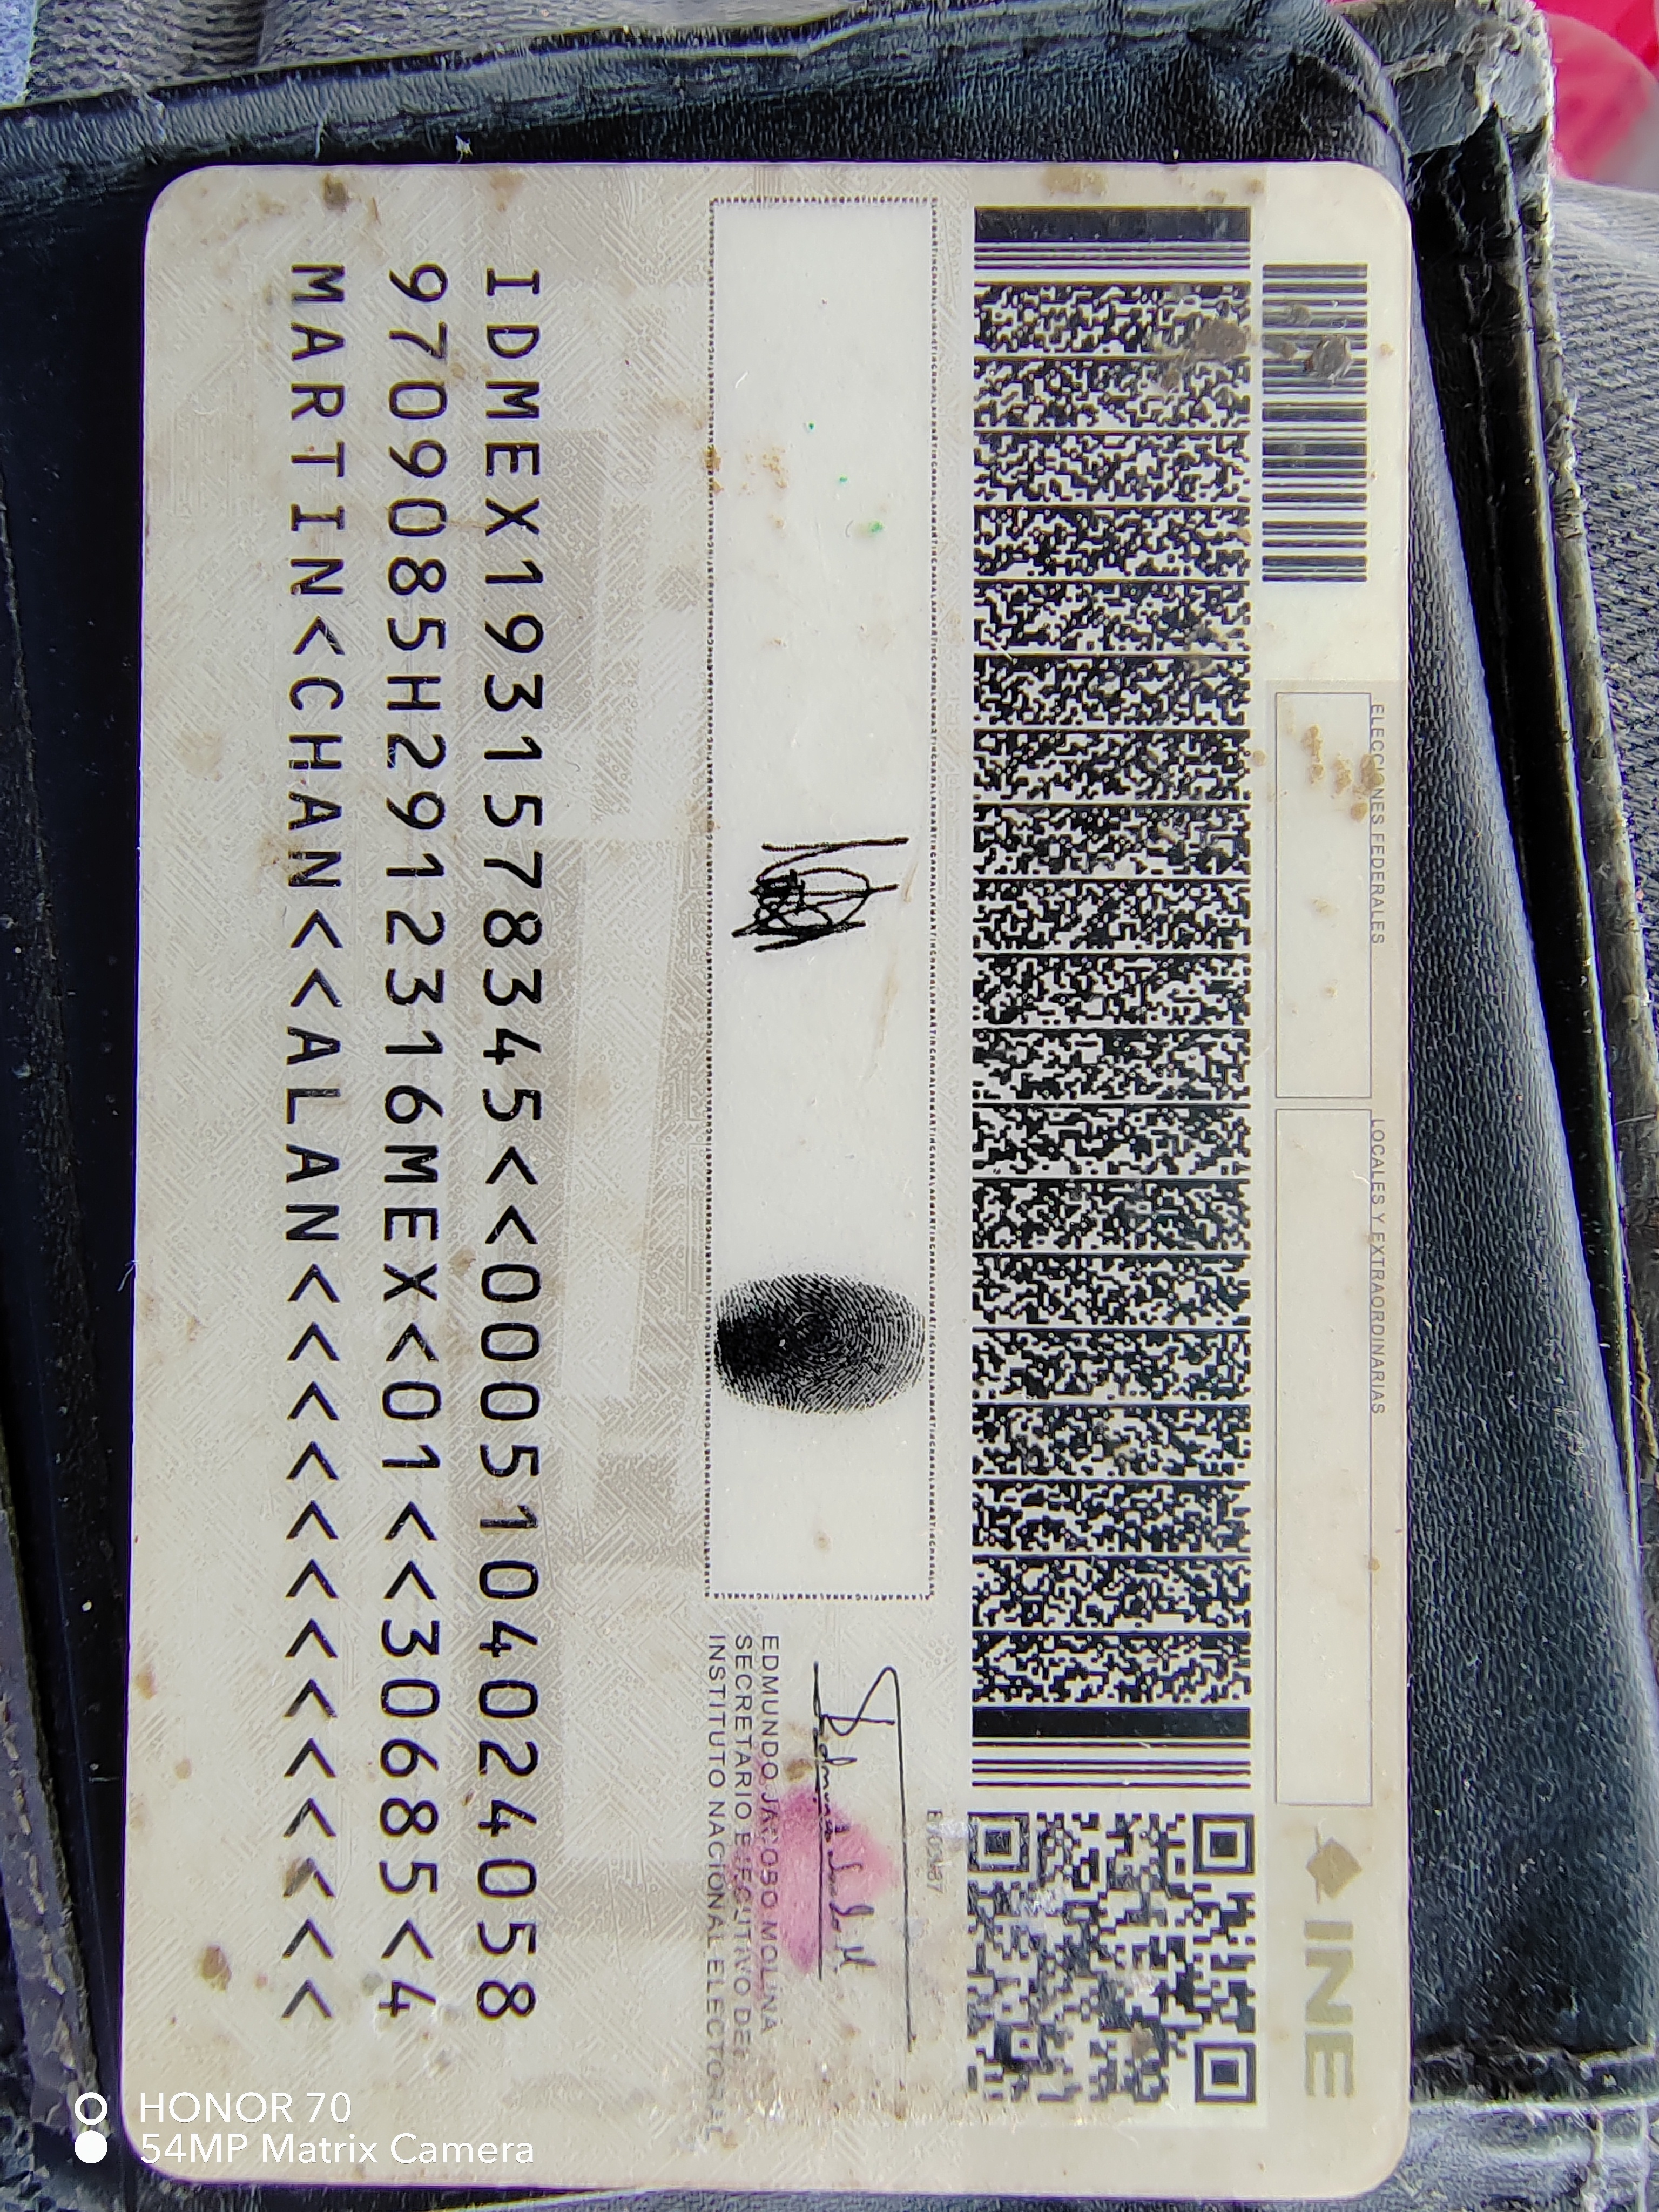 ELECCIONES FEDERALES
LOCALES Y EXTRAORDINARIAS
INE
EDMUNDO JACOBO MOLINA
SECRETARIO EJECUTIVO DEL
INSTITUTO NACIONAL ELECTORAL
IDMEX1931578345<<0005104024058
9709085H2912316MEX<01<<30685<4
MARTIN<CHAN<<ALAN<<<<<<<<<<<<<
HONOR 70
54MP Matrix Camera